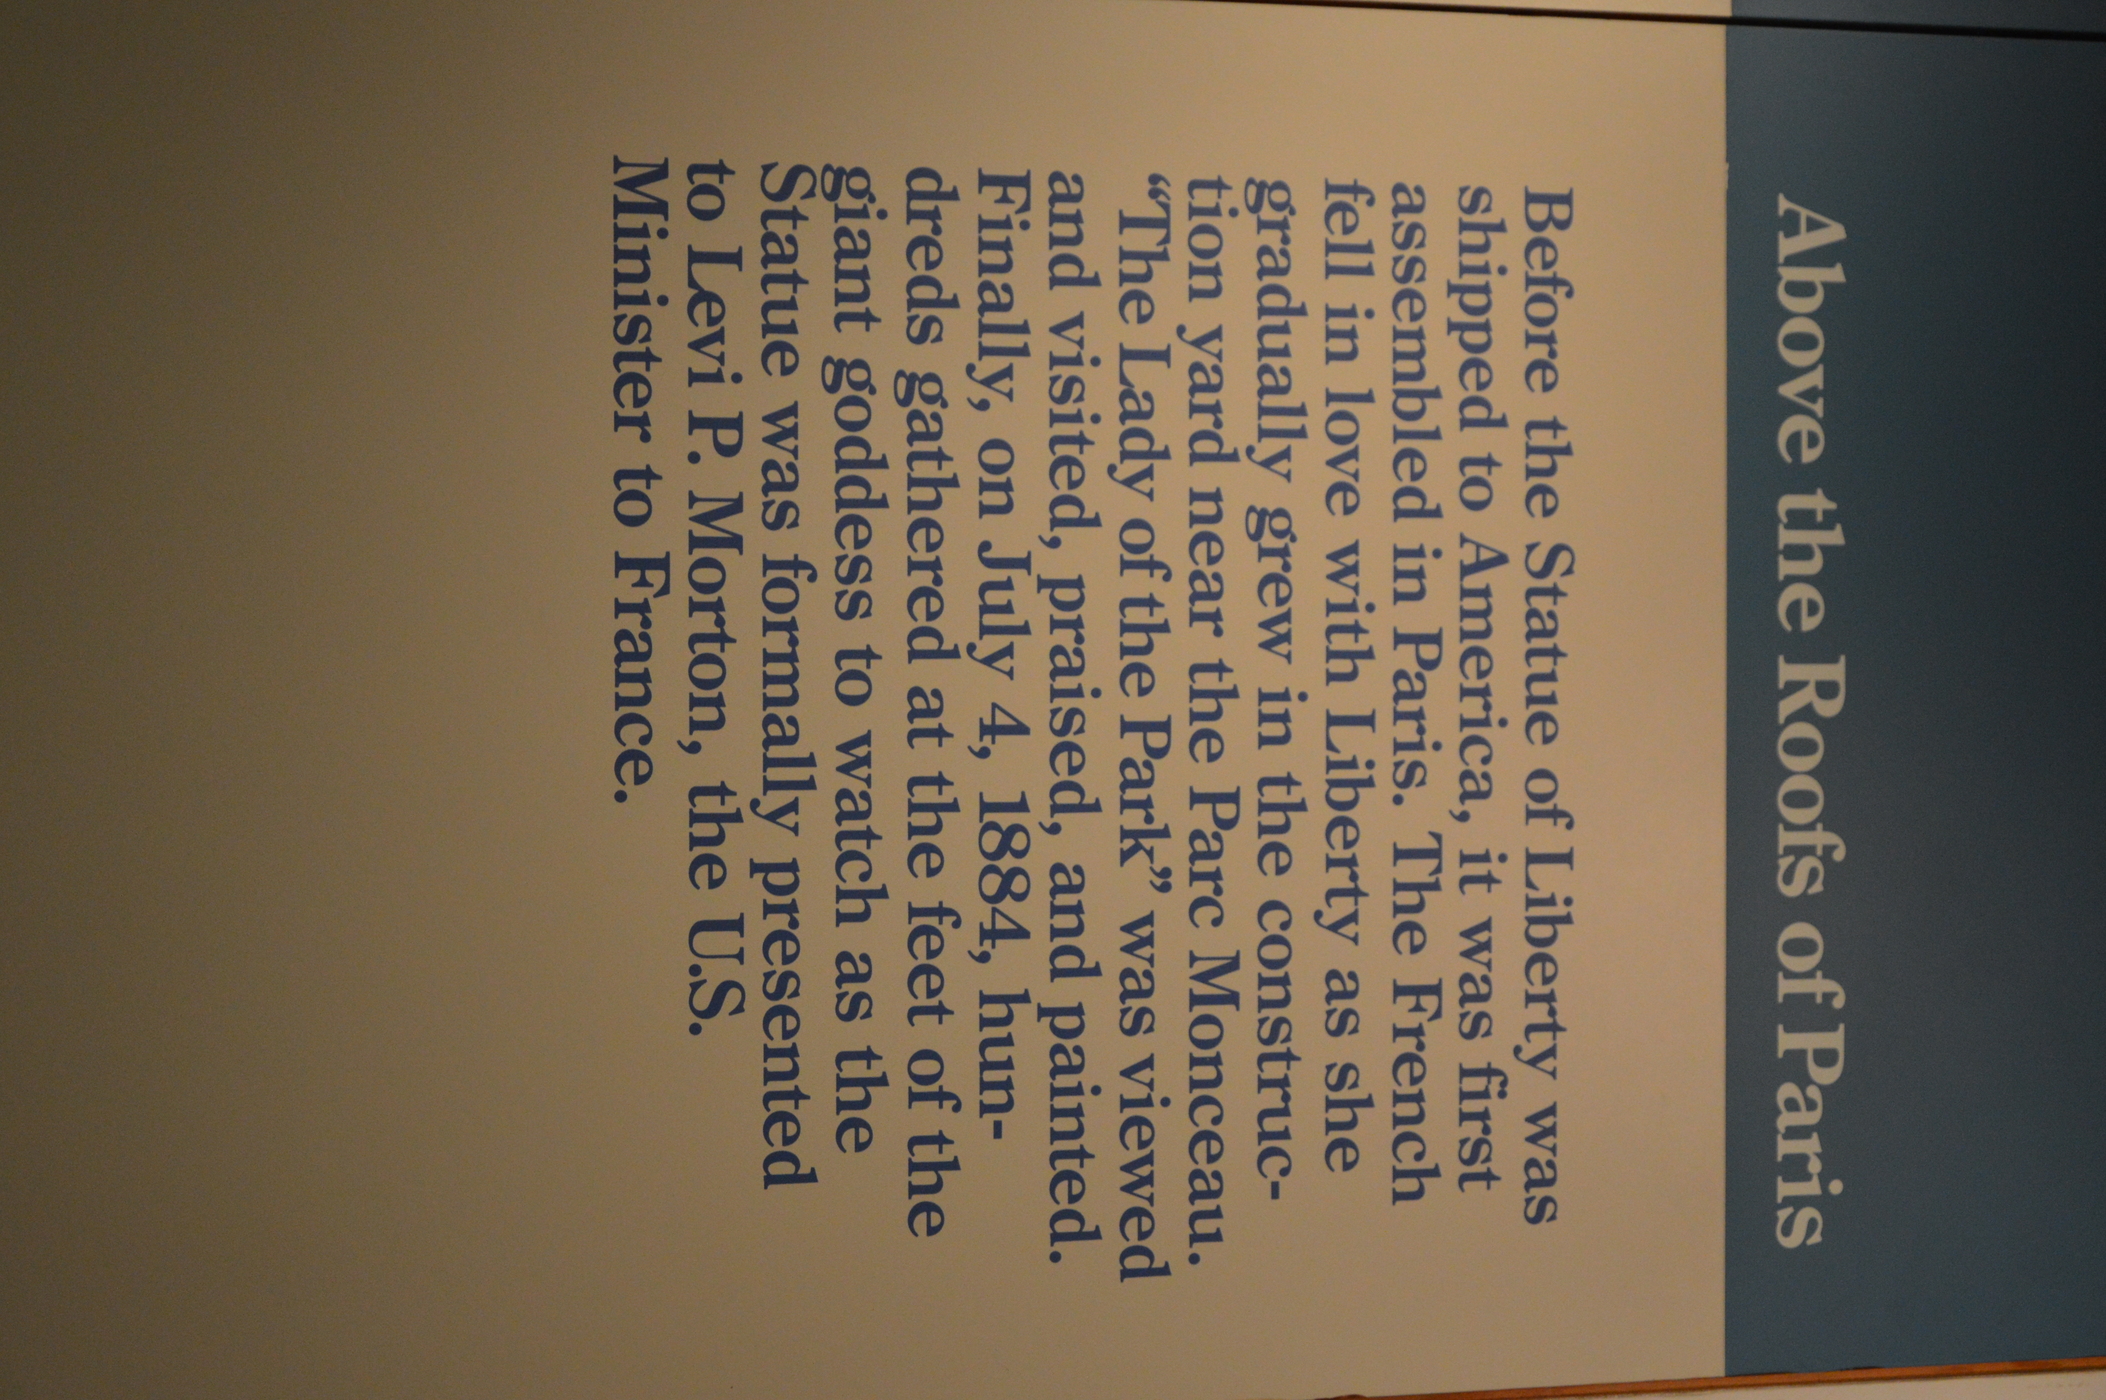 Above the Roofs of Paris
Before the Statue of Liberty was
shipped to America, it was first
assembled in Paris. The French
fell in love with Liberty as she
gradually grew in the construc-
tion yard near the Parc Monceau.
“The Lady of the Park” was viewed
and visited, praised, and painted.
Finally, on July 4, 1884, hun-
dreds gathered at the feet of the
giant goddess to watch as the
Statue was formally presented
to Levi P. Morton, the U.S.
Minister to France.